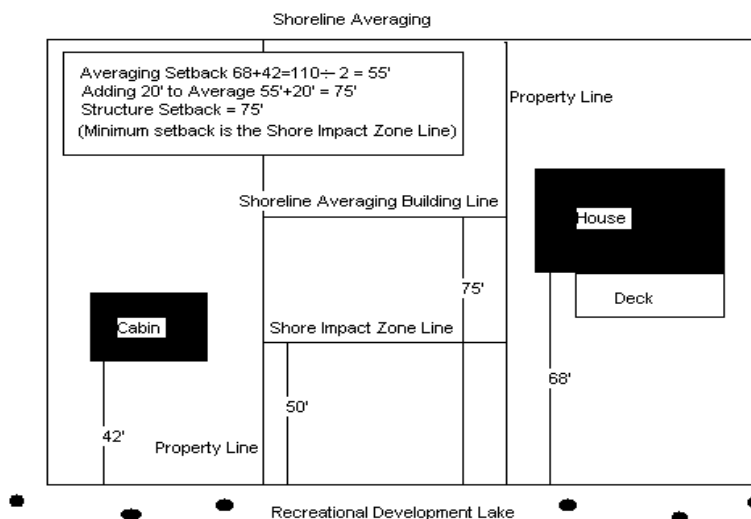 Shoreline Averaging
Averaging Setback 68+42=110÷ 2 = 55'
Adding 20' to Average 55'+20' = 75'
Structure Setback = 75'
(Minimum setback is the Shore Impact Zone Line)
Property Line
Shoreline Averaging Building Line
House
75'
Deck
Cabin
Shore Impact Zone Line
68'
50'
42'
Property Line
Recreational Development Lake